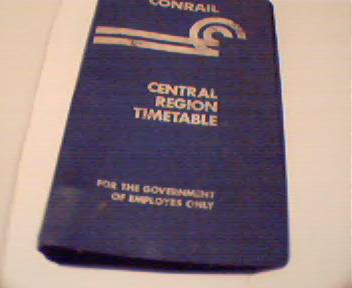 CONRAIL
CENTRAL
REGION
TIMETABLE
FOR THE GOVERNMENT
OF EMPLOYES ONLY